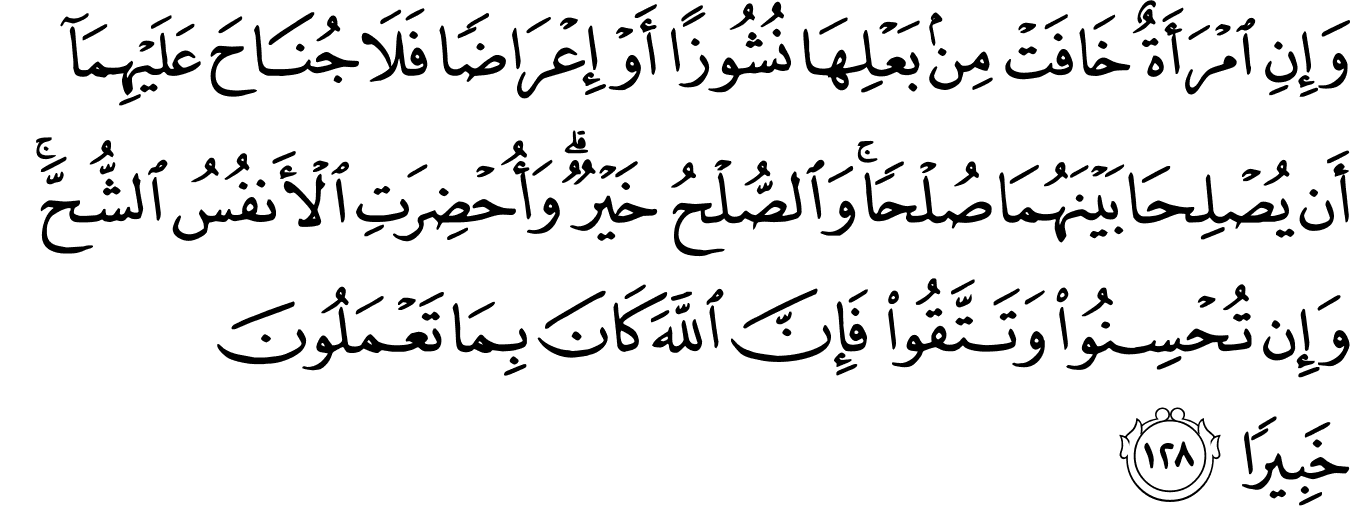 وَإِنِ ٱمْرَأَةٌ خَافَتْ مِنۢ بَعْلِهَا نُشُوزًا أَوْ إِعْرَاضًا فَلَا جُنَاحَ عَلَيْهِمَآ
أَن يُصْلِحَا بَيْنَهُمَا صُلْحًا ۚ وَٱلصُّلْحُ خَيْرٌ ۗ وَأُحْضِرَتِ ٱلْأَنفُسُ ٱلشُّحَّ ۚ
وَإِن تُحْسِنُوا۟ وَتَتَّقُوا۟ فَإِنَّ ٱللَّهَ كَانَ بِمَا تَعْمَلُونَ
خَبِيرًا ١٢٨